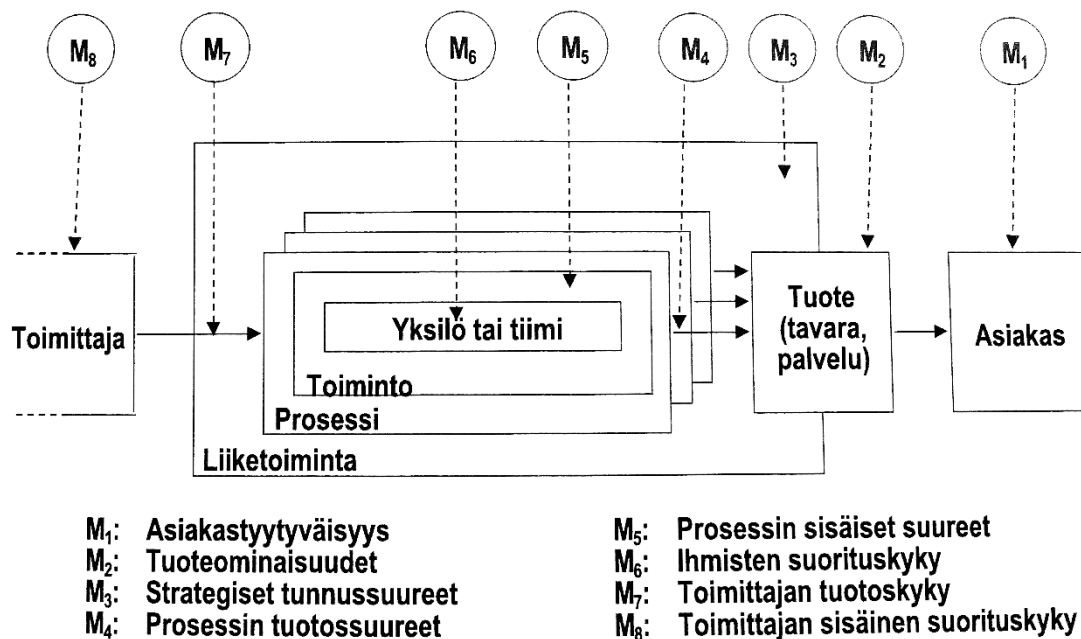 M₈ M₇ M₆ M₅ M₄ M₃ M₂ M₁
Toimittaja
Yksilö tai tiimi
Toiminto
Prosessi
Liiketoiminta
Tuote
(tavara,
palvelu)
Asiakas
M₁: Asiakastyytyväisyys
M₂: Tuoteominaisuudet
M₃: Strategiset tunnussuureet
M₄: Prosessin tuotossuureet
M₅: Prosessin sisäiset suureet
M₆: Ihmisten suorituskyky
M₇: Toimittajan tuotoskyky
M₈: Toimittajan sisäinen suorituskyky